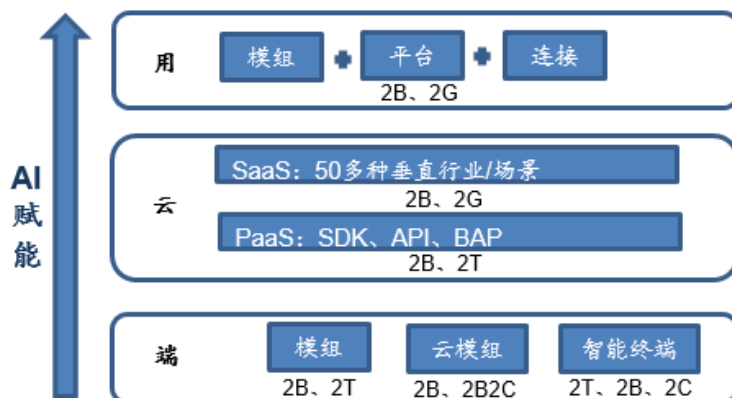 AI
赋
能
用
模组 平台 连接
2B、2G
云
SaaS：50多种垂直行业/场景
2B、2G
PaaS：SDK、API、BAP
2B、2T
端
模组 云模组 智能终端
2B、2T 2B、2B2C 2T、2B、2C